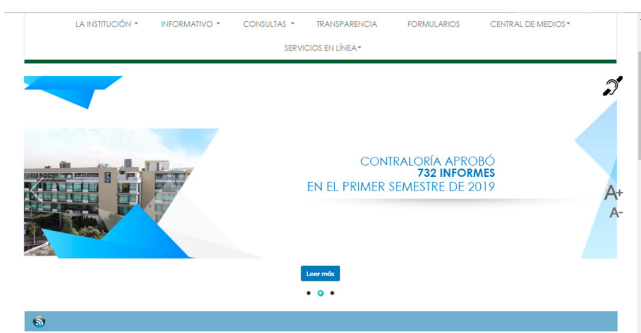 LA INSTITUCIÓN INFORMATIVO CONSULTAS TRANSPARENCIA FORMULARIOS CENTRAL DE MEDIOS
SERVICIOS EN LÍNEA
CONTRALORÍA APROBÓ
732 INFORMES
EN EL PRIMER SEMESTRE DE 2019
A+
A-
Leer más